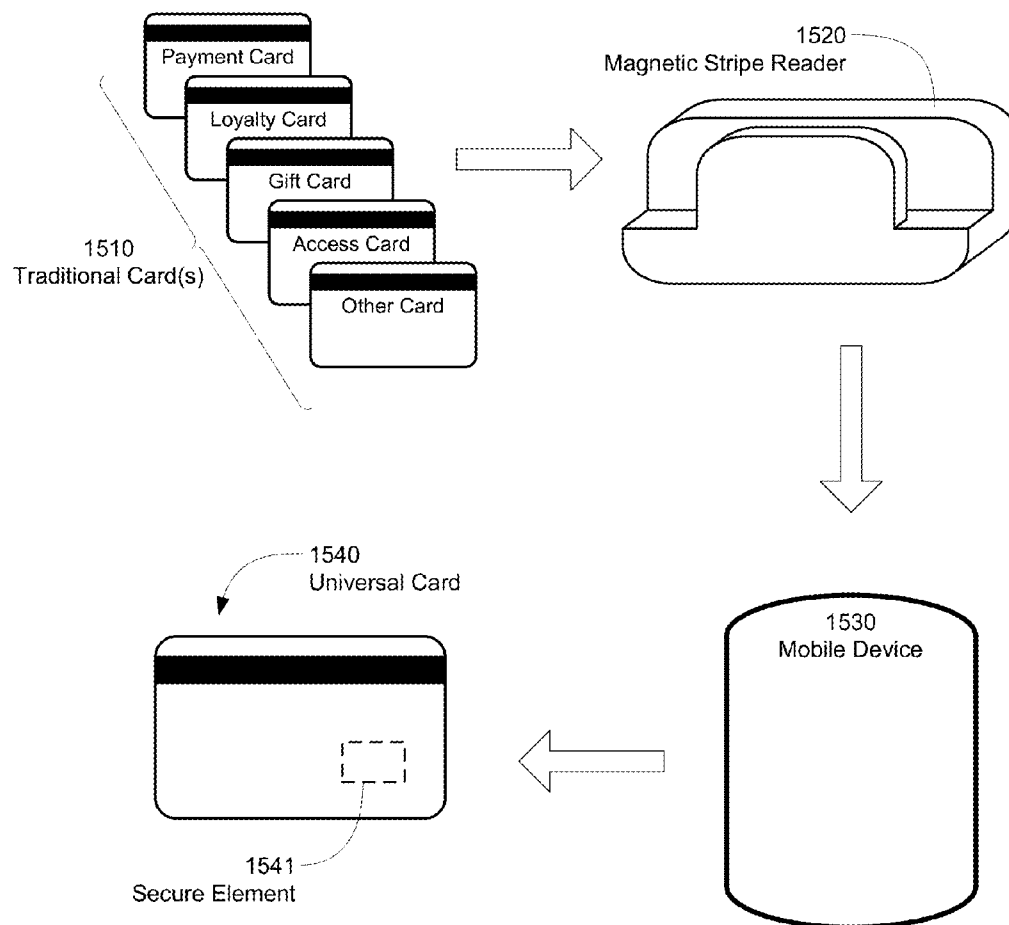 Payment Card
Loyalty Card
Gift Card
Access Card
Other Card
1510
Traditional Card(s)
1520
Magnetic Stripe Reader
1530
Mobile Device
1540
Universal Card
1541
Secure Element